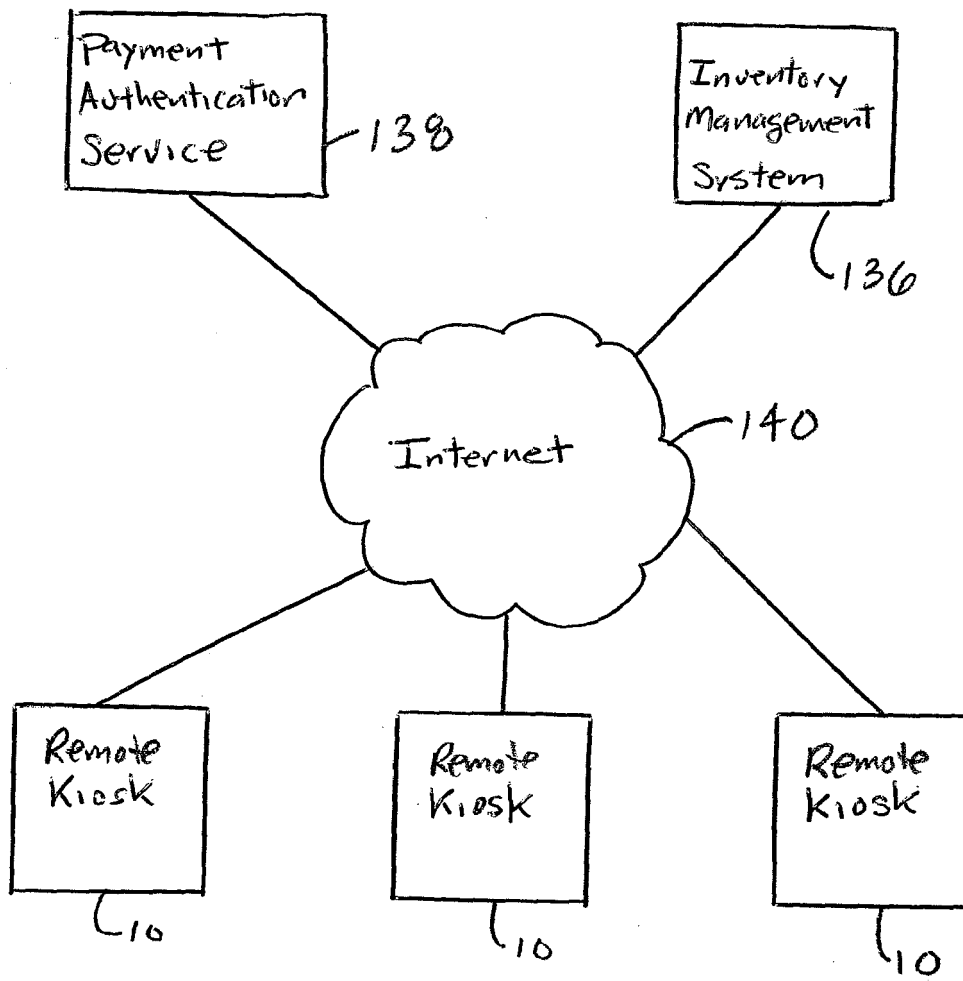 Payment
Authentication
Service
138
Inventory
Management
System
136
Internet
140
Remote
Kiosk
10
Remote
Kiosk
10
Remote
Kiosk
10